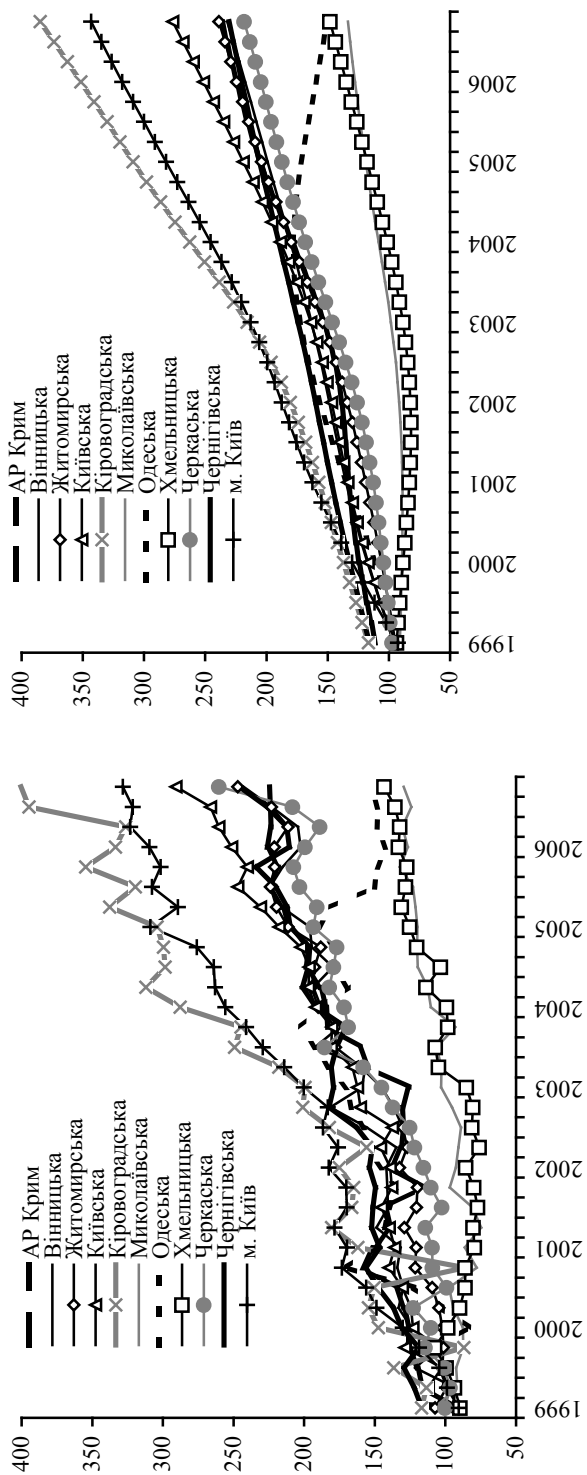 400
350
300
250
200
150
100
50
АР Крим
Вінницька
Житомирська
Київська
Кіровоградська
Миколаївська
Одеська
Хмельницька
Черкаська
Чернігівська
м. Київ
1999
2000
2001
2002
2003
2004
2005
2006
400
350
300
250
200
150
100
50
АР Крим
Вінницька
Житомирська
Київська
Кіровоградська
Миколаївська
Одеська
Хмельницька
Черкаська
Чернігівська
м. Київ
1999
2000
2001
2002
2003
2004
2005
2006